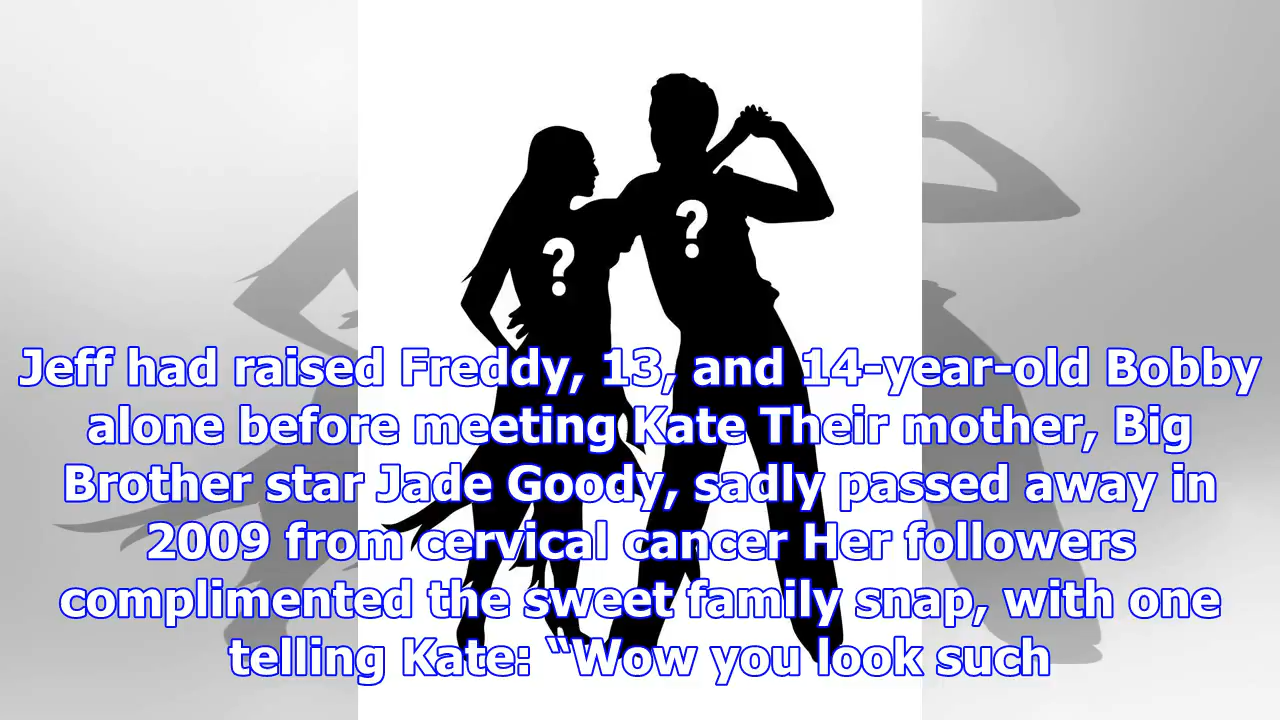 ?
?
Jeff had raised Freddy, 13, and 14-year-old Bobby
alone before meeting Kate Their mother, Big
Brother star Jade Goody, sadly passed away in
2009 from cervical cancer Her followers
complimented the sweet family snap, with one
telling Kate: “Wow you look such